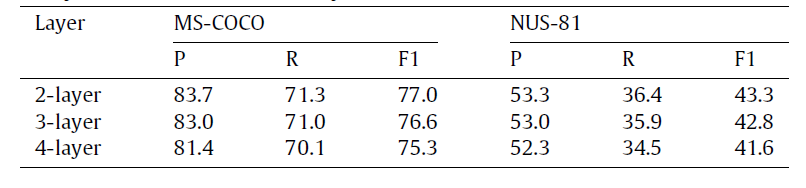 Layer MS-COCO NUS-81
P R F1 P R F1
2-layer 83.7 71.3 77.0 53.3 36.4 43.3
3-layer 83.0 71.0 76.6 53.0 35.9 42.8
4-layer 81.4 70.1 75.3 52.3 34.5 41.6